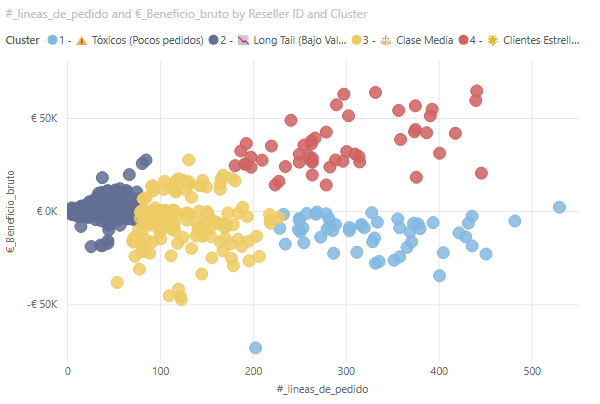 #_lineas_de_pedido and €_Beneficio_bruto by Reseller ID and Cluster
Cluster 1 - ⚠️ Tóxicos (Pocos pedidos) 2 - 📉 Long Tail (Bajo Val... 3 - ⚖️ Clase Media 4 - 🌟 Clientes Estrell...
€ 50K
€ 0K
-€ 50K
€_Beneficio_bruto
0 100 200 300 400 500
#_lineas_de_pedido